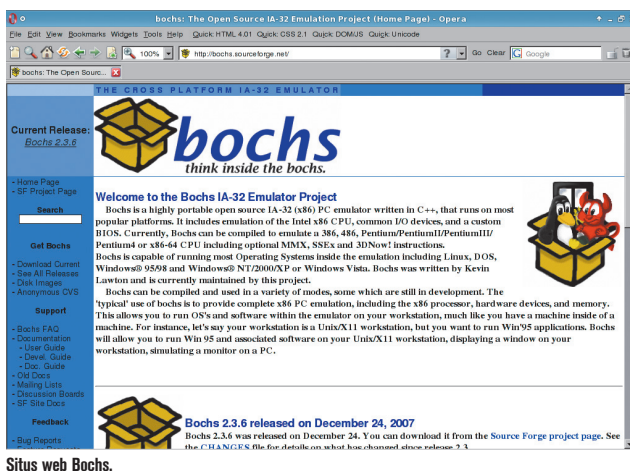 bochs: The Open Source IA-32 Emulation Project (Home Page) - Opera
File Edit View Bookmarks Widgets Tools Help Quick: HTML 4.01 Quick: CSS 2.1 Quick: DOM/JS Quick: Unicode
100% http://bochs.sourceforge.net/ ? Go Clear G Google
bochs: The Open Sourc...
THE CROSS PLATFORM IA-32 EMULATOR
bochs
think inside the bochs.
Current Release:
Bochs 2.3.6
- Home Page
- SF Project Page
Search
Get Bochs
- Download Current
- See All Releases
- Disk Images
- Anonymous CVS
Support
- Bochs FAQ
- Documentation
- User Guide
- Devel. Guide
- Doc. Guide
- Old Docs
- Mailing Lists
- Discussion Boards
- SF Site Docs
Feedback
- Bug Reports
Welcome to the Bochs IA-32 Emulator Project
Bochs is a highly portable open source IA-32 (x86) PC emulator written in C++, that runs on most
popular platforms. It includes emulation of the Intel x86 CPU, common I/O devices, and a custom
BIOS. Currently, Bochs can be compiled to emulate a 386, 486, Pentium/PentiumII/PentiumIII/
Pentium4 or x86-64 CPU including optional MMX, SSEx and 3DNow! instructions.
Bochs is capable of running most Operating Systems inside the emulation including Linux, DOS,
Windows® 95/98 and Windows® NT/2000/XP or Windows Vista. Bochs was written by Kevin
Lawton and is currently maintained by this project.
Bochs can be compiled and used in a variety of modes, some which are still in development. The
'typical' use of bochs is to provide complete x86 PC emulation, including the x86 processor, hardware devices, and memory.
This allows you to run OS's and software within the emulator on your workstation, much like you have a machine inside of a
machine. For instance, let's say your workstation is a Unix/X11 workstation, but you want to run Win'95 applications. Bochs
will allow you to run Win 95 and associated software on your Unix/X11 workstation, displaying a window on your
workstation, simulating a monitor on a PC.
Bochs 2.3.6 released on December 24, 2007
Bochs 2.3.6 was released on December 24. You can download it from the Source Forge project page. See
the CHANGES file for details on what has changed since release 2.3
Situs web Bochs.